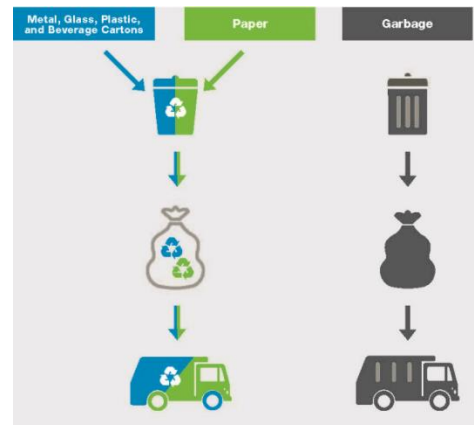 Metal, Glass, Plastic,
and Beverage Cartons
Paper
Garbage